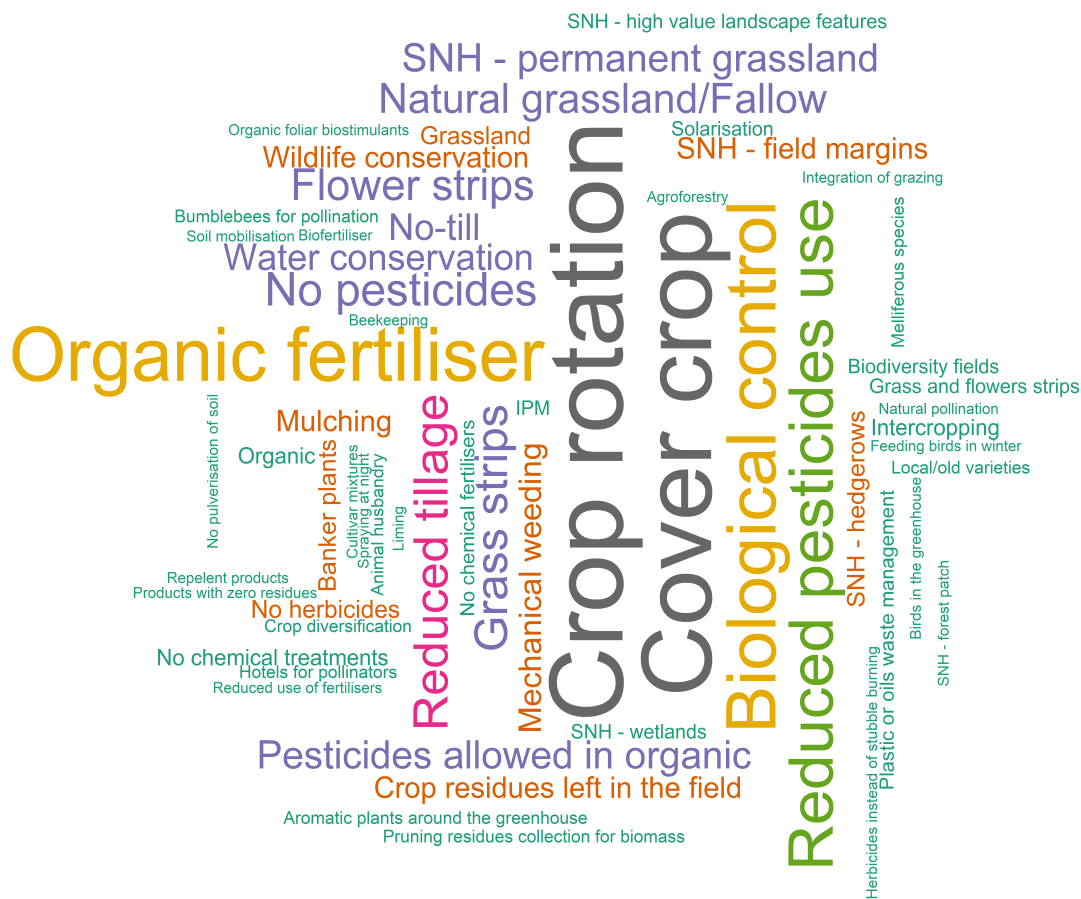 SNH - high value landscape features
SNH - permanent grassland
Natural grassland/Fallow
Organic foliar biostimulants
Grassland
Solarisation
Wildlife conservation
SNH - field margins
Flower strips
Integration of grazing
Agroforestry
Bumblebees for pollination
No-till
Soil mobilisation
Biofertiliser
Water conservation
No pesticides
Beekeeping
Organic fertiliser
Crop rotation
Cover crop
Biological control
Reduced pesticides use
Melliferous species
Biodiversity fields
Grass and flowers strips
Natural pollination
Intercropping
Feeding birds in winter
Local/old varieties
No pulverisation of soil
Mulching
Organic
Banker plants
Cultivar mixtures
Spraying at night
Animal husbandry
Liming
Reduced tillage
No chemical fertilisers
Grass strips
IPM
Mechanical weeding
SNH - hedgerows
Herbicides instead of stubble burning
Plastic or oils waste management
Birds in the greenhouse
SNH - forest patch
Repelent products
Products with zero residues
No herbicides
Crop diversification
No chemical treatments
Hotels for pollinators
Reduced use of fertilisers
SNH - wetlands
Pesticides allowed in organic
Crop residues left in the field
Aromatic plants around the greenhouse
Pruning residues collection for biomass